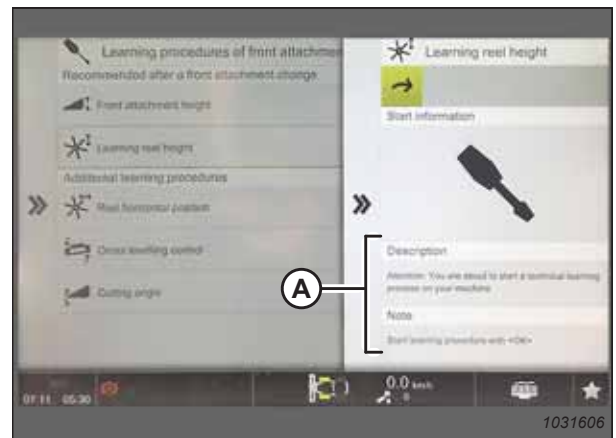 Learning procedures of front attachmen
Recommended after a front attachment change
Front attachment height
Learning reel height
Additional learning procedures
Reel horizontal position
Cross levelling control
Cutting angle
Learning reel height
Start information
Description
Attention: You are about to start a technical learning
process on your machine.
Note
Start learning procedure with <OK>
A
07.11 05:30
0.0 km/h
0
1031606